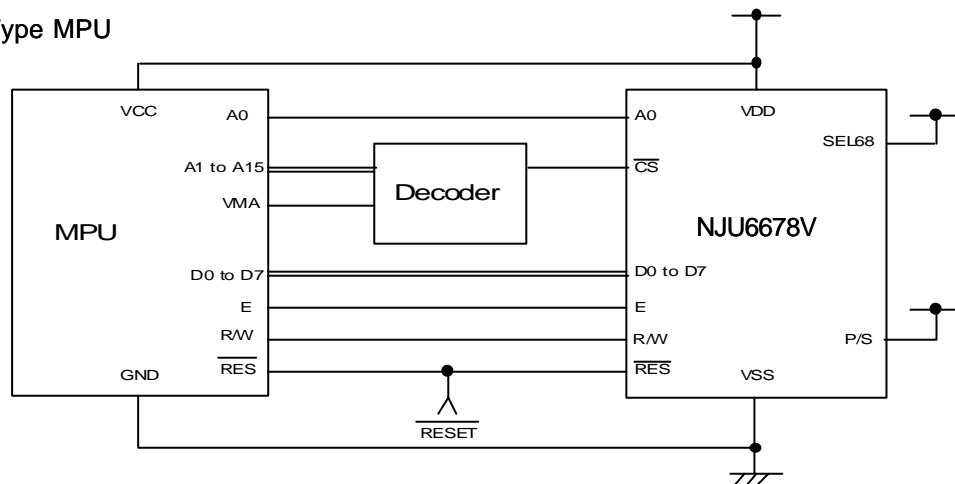 Type MPU
VCC
A0
A1 to A15
VMA
MPU
D0 to D7
E
R/W
RES
GND
Decoder
RESET
A0
VDD
SEL68
CS
NJU6678V
D0 to D7
E
R/W
P/S
RES
VSS